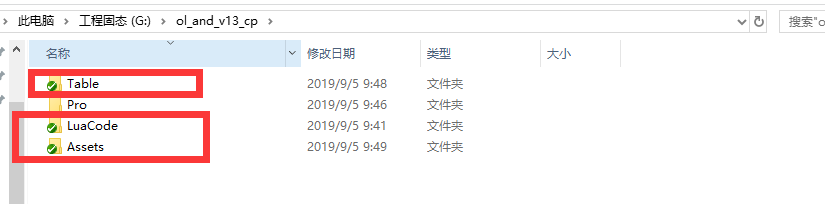 此电脑 > 工程固态 (G:) > ol_and_v13_cp >
搜索"o
名称 修改日期 类型 大小
Table 2019/9/5 9:48 文件夹
Pro 2019/9/5 9:46 文件夹
LuaCode 2019/9/5 9:41 文件夹
Assets 2019/9/5 9:49 文件夹